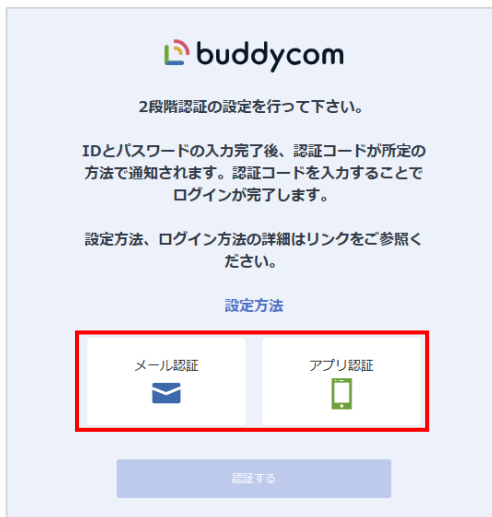 buddycom
2段階認証の設定を行って下さい。
IDとパスワードの入力完了後、認証コードが所定の
方法で通知されます。認証コードを入力することで
ログインが完了します。
設定方法、ログイン方法の詳細はリンクをご参照く
ださい。
設定方法
メール認証
アプリ認証
認証する